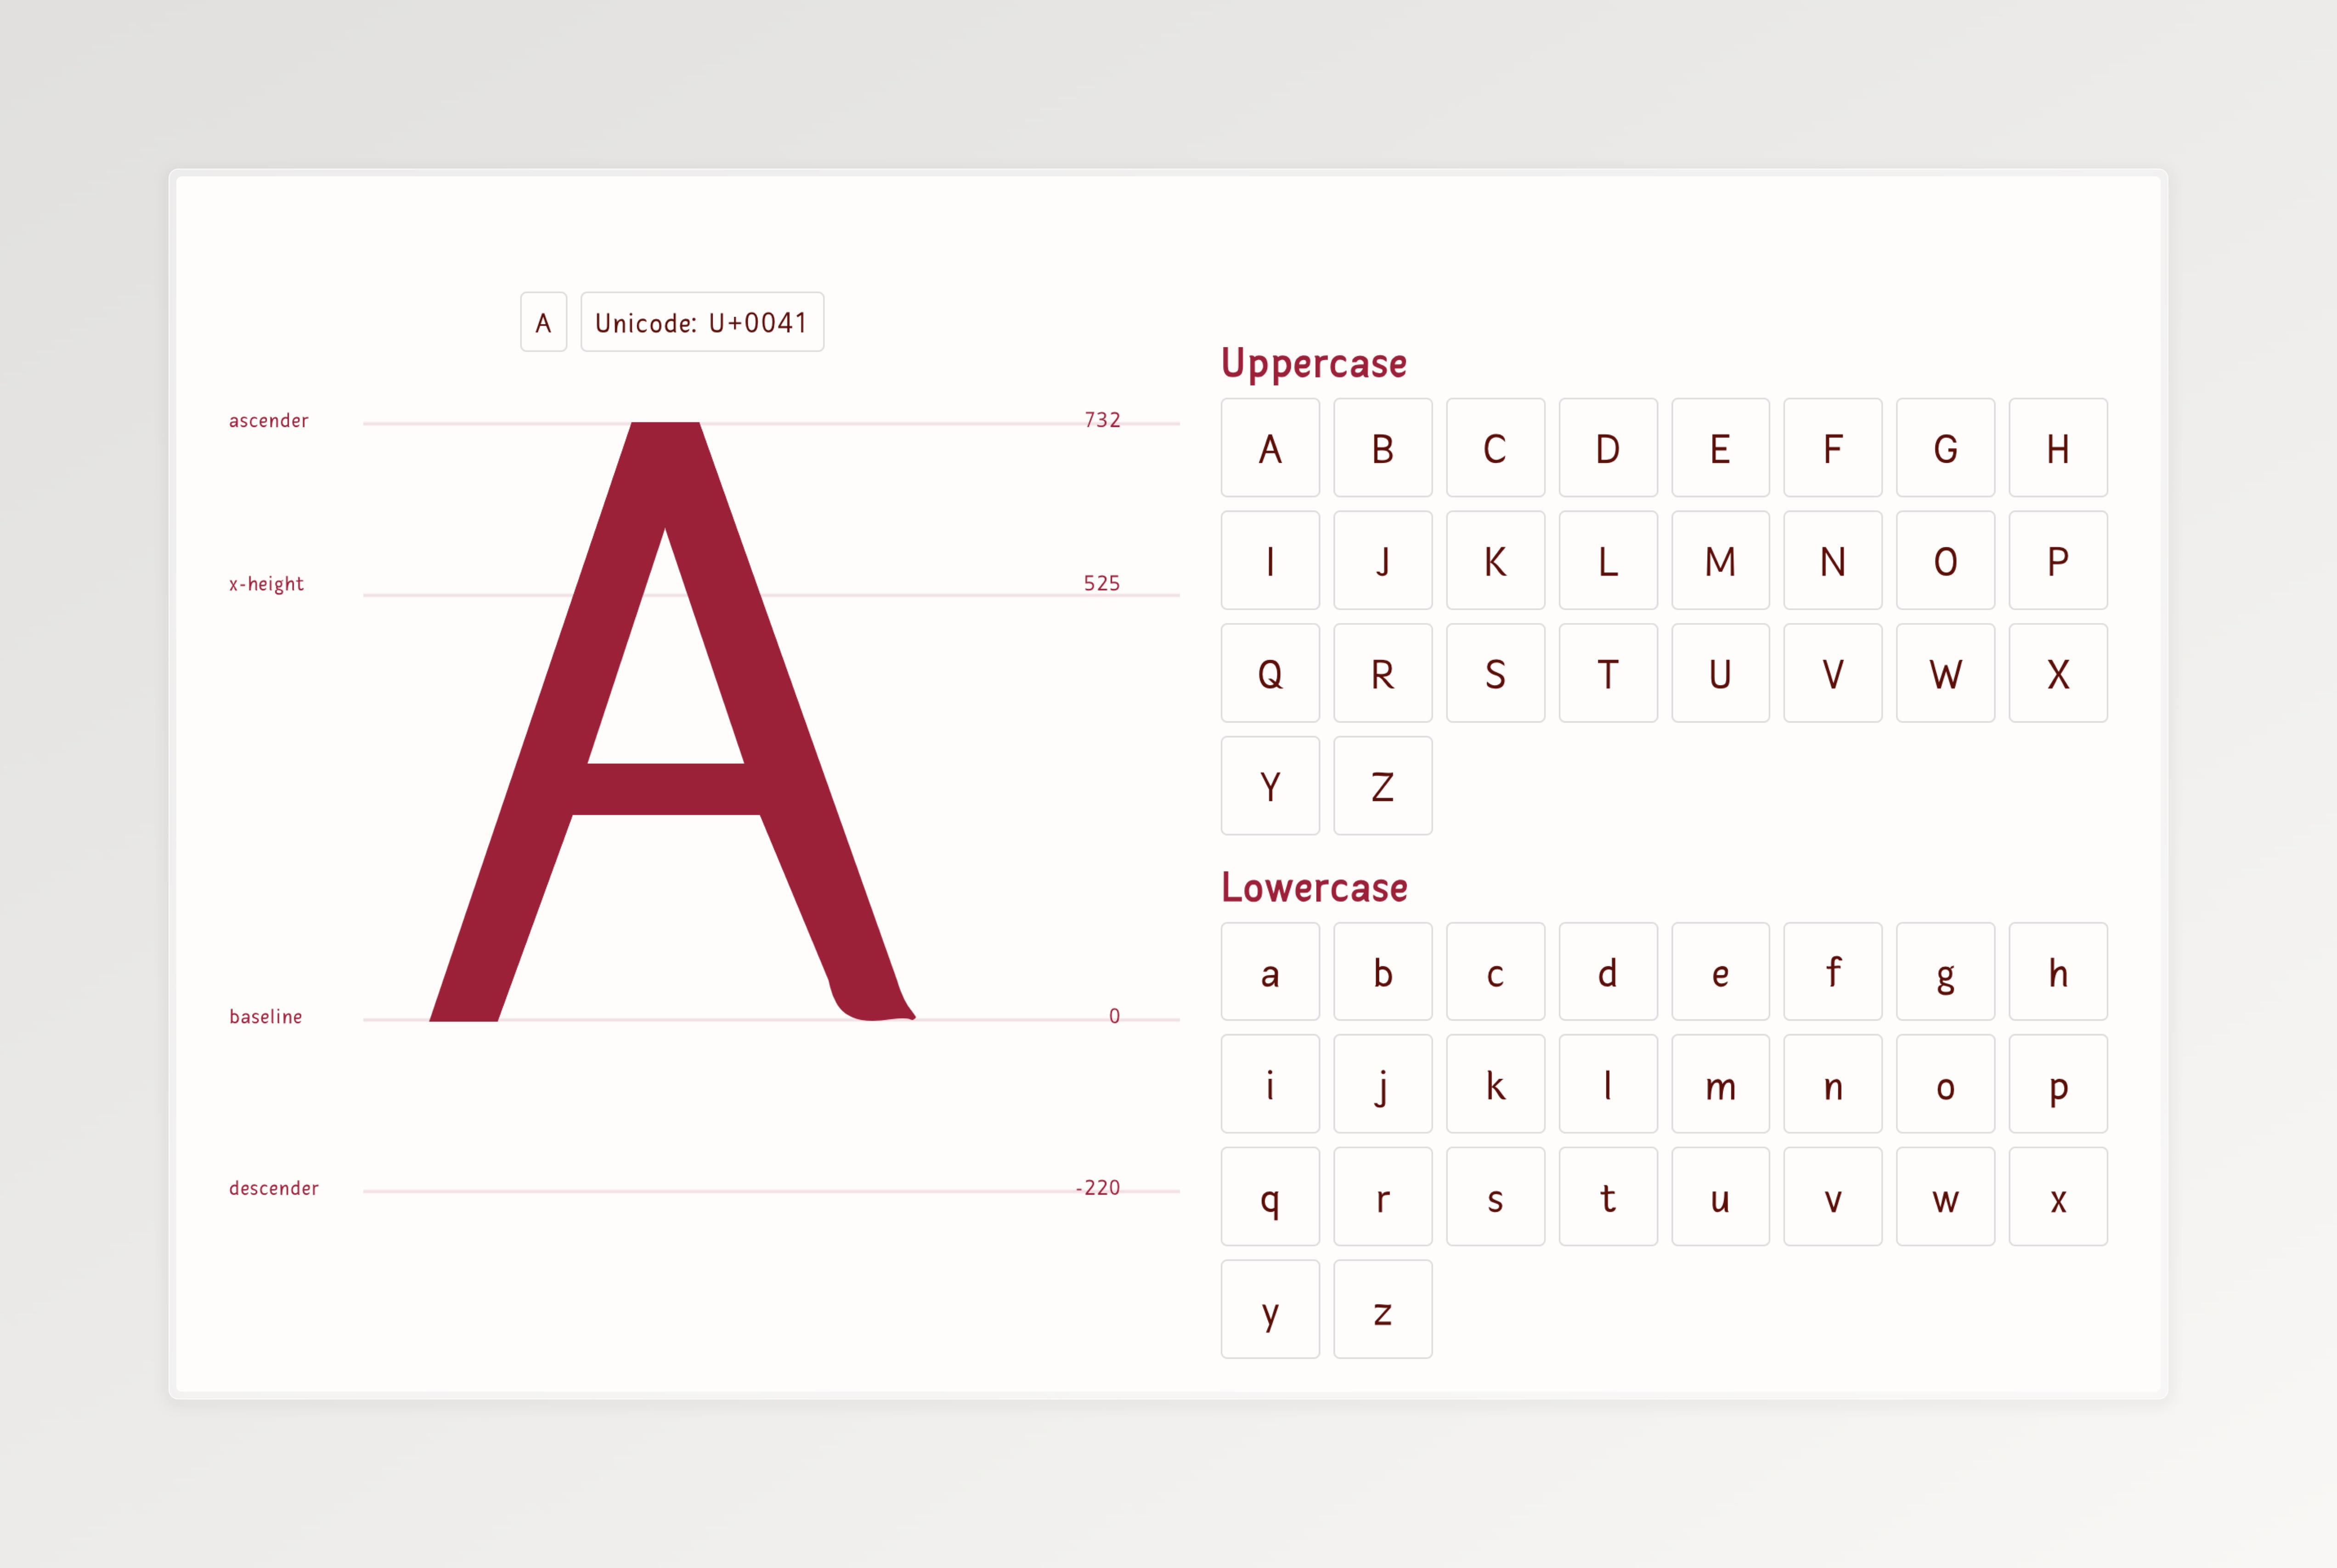 A Unicode: U+0041
ascender 732
x-height 525
A
baseline 0
descender -220
Uppercase
A B C D E F G H
I J K L M N O P
Q R S T U V W X
Y Z
Lowercase
a b c d e f g h
i j k l m n o p
q r s t u v w x
y z